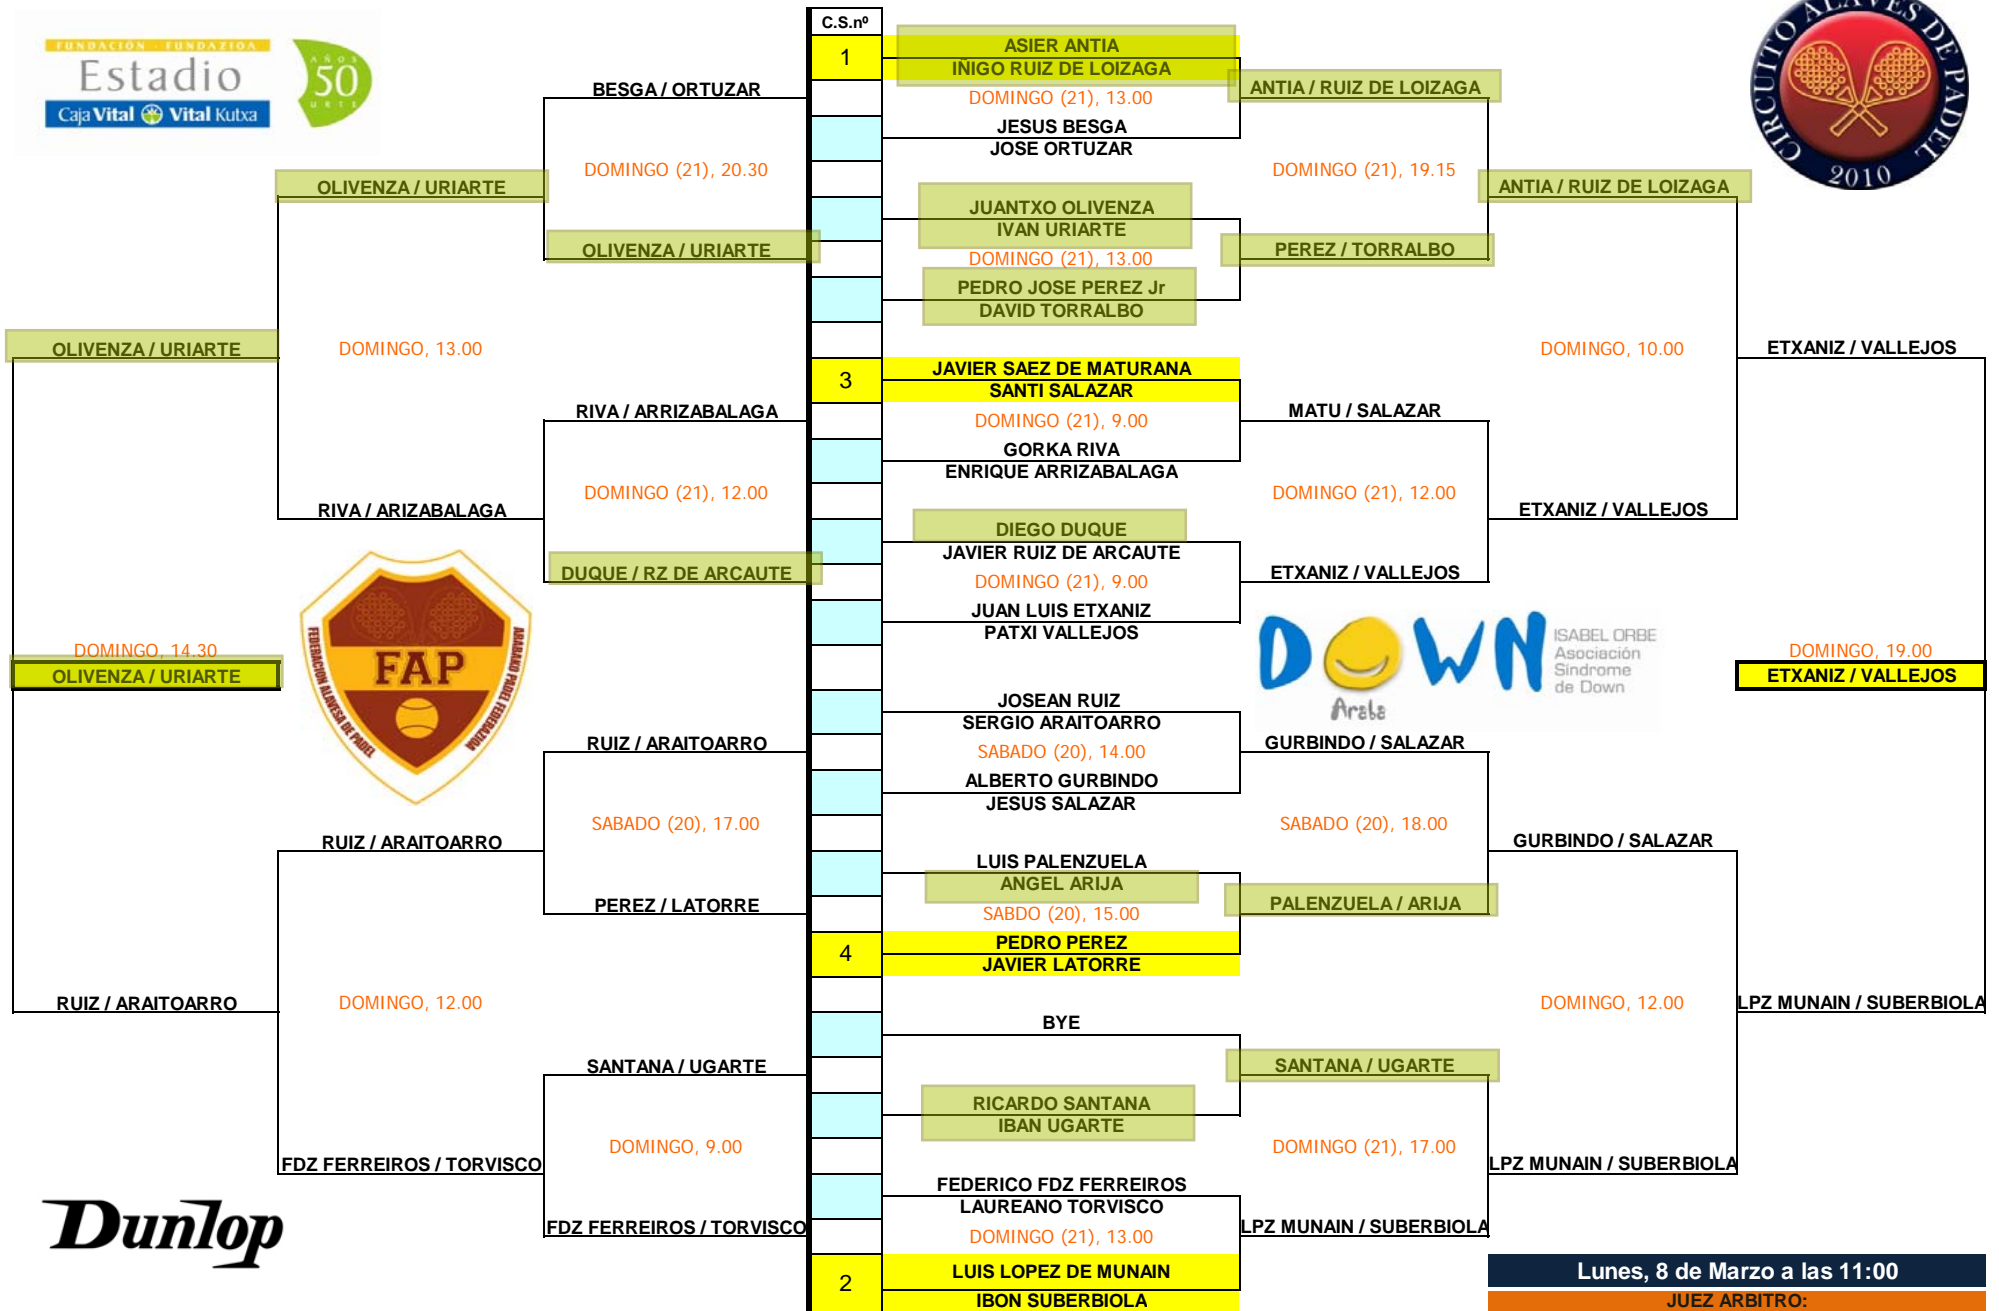 C.S.nº
FUNDACIÓN - FUNDAZIOA
Estadio
Caja Vital Vital Kutxa
AÑOS
50
URTE
CIRCUITO ALAVES DE PADEL
2010
1
ASIER ANTIA
IÑIGO RUIZ DE LOIZAGA
BESGA / ORTUZAR
DOMINGO (21), 13.00
ANTIA / RUIZ DE LOIZAGA
JESUS BESGA
JOSE ORTUZAR
DOMINGO (21), 20.30
DOMINGO (21), 19.15
OLIVENZA / URIARTE
ANTIA / RUIZ DE LOIZAGA
JUANTXO OLIVENZA
IVAN URIARTE
OLIVENZA / URIARTE
DOMINGO (21), 13.00
PEREZ / TORRALBO
PEDRO JOSE PEREZ Jr
DAVID TORRALBO
OLIVENZA / URIARTE
DOMINGO, 13.00
DOMINGO, 10.00
ETXANIZ / VALLEJOS
3
JAVIER SAEZ DE MATURANA
SANTI SALAZAR
RIVA / ARRIZABALAGA
DOMINGO (21), 9.00
MATU / SALAZAR
GORKA RIVA
ENRIQUE ARRIZABALAGA
DOMINGO (21), 12.00
DOMINGO (21), 12.00
RIVA / ARIZABALAGA
ETXANIZ / VALLEJOS
DIEGO DUQUE
JAVIER RUIZ DE ARCAUTE
DUQUE / RZ DE ARCAUTE
DOMINGO (21), 9.00
ETXANIZ / VALLEJOS
JUAN LUIS ETXANIZ
PATXI VALLEJOS
FAP
FEDERACION ALAVESA DE PADEL
ARABAKO PADEL FEDERAZIOA
DOWN
Araba
ISABEL ORBE
Asociación
Síndrome
de Down
DOMINGO, 14.30
OLIVENZA / URIARTE
DOMINGO, 19.00
ETXANIZ / VALLEJOS
JOSEAN RUIZ
SERGIO ARAITOARRO
RUIZ / ARAITOARRO
SABADO (20), 14.00
GURBINDO / SALAZAR
ALBERTO GURBINDO
JESUS SALAZAR
SABADO (20), 17.00
SABADO (20), 18.00
RUIZ / ARAITOARRO
GURBINDO / SALAZAR
LUIS PALENZUELA
ANGEL ARIJA
PEREZ / LATORRE
SABDO (20), 15.00
PALENZUELA / ARIJA
4
PEDRO PEREZ
JAVIER LATORRE
RUIZ / ARAITOARRO
DOMINGO, 12.00
DOMINGO, 12.00
LPZ MUNAIN / SUBERBIOLA
BYE
SANTANA / UGARTE
SANTANA / UGARTE
RICARDO SANTANA
IBAN UGARTE
DOMINGO, 9.00
DOMINGO (21), 17.00
FDZ FERREIROS / TORVISCO
LPZ MUNAIN / SUBERBIOLA
FEDERICO FDZ FERREIROS
LAUREANO TORVISCO
FDZ FERREIROS / TORVISCO
DOMINGO (21), 13.00
LPZ MUNAIN / SUBERBIOLA
2
LUIS LOPEZ DE MUNAIN
IBON SUBERBIOLA
Dunlop
Lunes, 8 de Marzo a las 11:00
JUEZ ARBITRO: